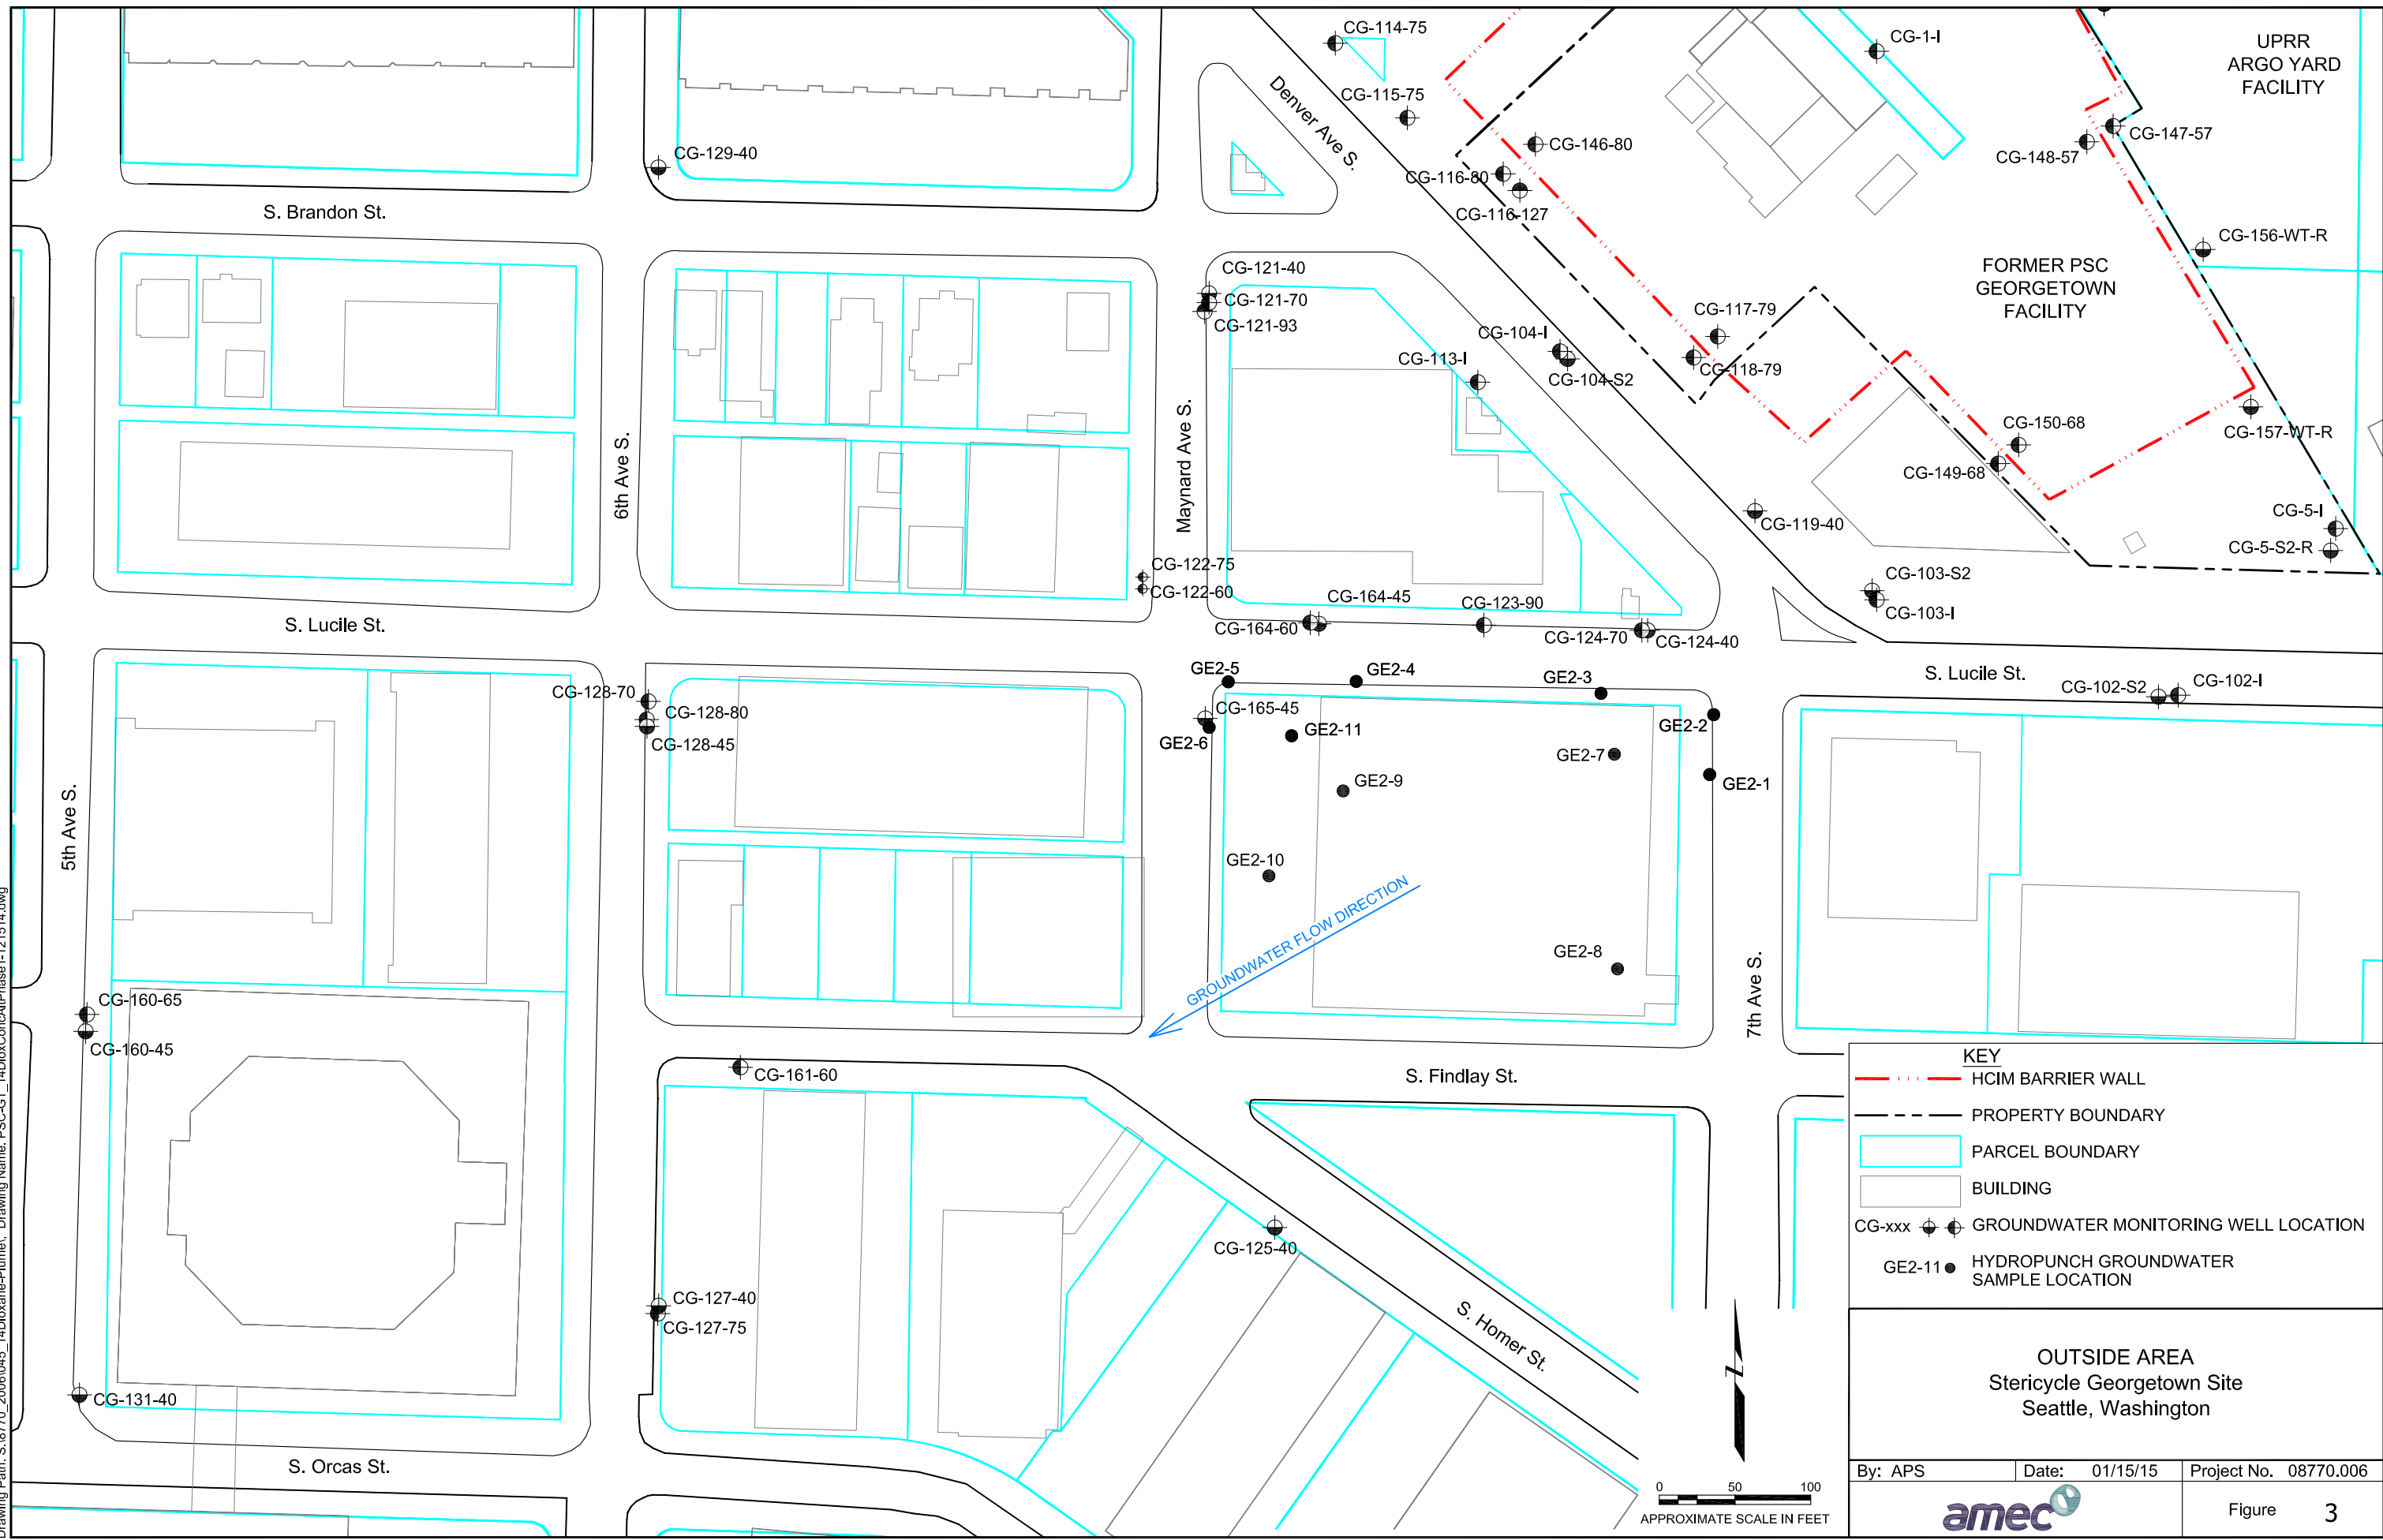 CG-114-75
CG-1-I
UPRR
ARGO YARD
FACILITY
Denver Ave S.
CG-115-75
CG-147-57
CG-148-57
CG-129-40
CG-146-80
CG-116-80
CG-116-127
S. Brandon St.
CG-156-WT-R
FORMER PSC
GEORGETOWN
FACILITY
CG-121-40
CG-121-70
CG-121-93
CG-117-79
CG-104-I
CG-113-I
CG-118-79
CG-104-S2
CG-150-68
CG-157-WT-R
CG-149-68
6th Ave S.
Maynard Ave S.
CG-119-40
CG-5-I
CG-5-S2-R
CG-122-75
CG-122-60
CG-103-S2
CG-103-I
CG-164-45
CG-123-90
S. Lucile St.
CG-164-60
CG-124-70
CG-124-40
GE2-5
GE2-4
GE2-3
S. Lucile St.
CG-128-70
CG-102-S2
CG-102-I
CG-128-80
CG-165-45
GE2-2
CG-128-45
GE2-6
GE2-11
GE2-7
GE2-9
GE2-1
5th Ave S.
GE2-10
GROUNDWATER FLOW DIRECTION
GE2-8
7th Ave S.
CG-160-65
CG-160-45
CG-161-60
S. Findlay St.
KEY
HCIM BARRIER WALL
PROPERTY BOUNDARY
PARCEL BOUNDARY
BUILDING
CG-xxx GROUNDWATER MONITORING WELL LOCATION
GE2-11 HYDROPUNCH GROUNDWATER
SAMPLE LOCATION
CG-125-40
CG-127-40
CG-127-75
S. Homer St.
N
CG-131-40
S. Orcas St.
0 50 100
APPROXIMATE SCALE IN FEET
OUTSIDE AREA
Stericycle Georgetown Site
Seattle, Washington
By: APS Date: 01/15/15 Project No. 08770.006
amec
Figure 3